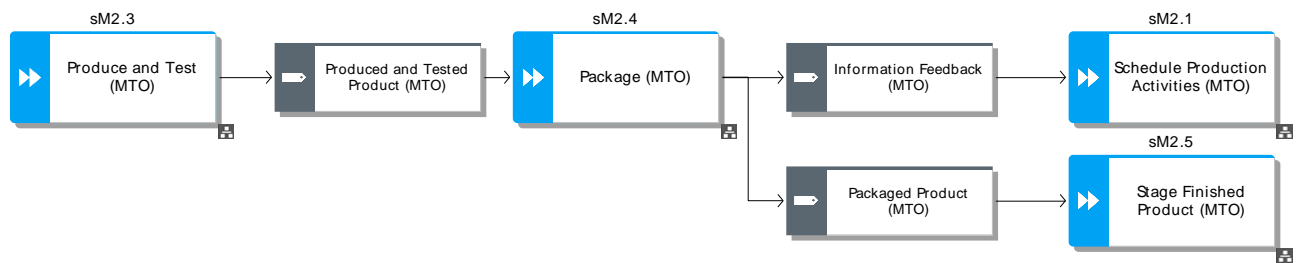 sM2.3
Produce and Test
(MTO)
Produced and Tested
Product (MTO)
sM2.4
Package (MTO)
Information Feedback
(MTO)
sM2.1
Schedule Production
Activities (MTO)
Packaged Product
(MTO)
sM2.5
Stage Finished
Product (MTO)